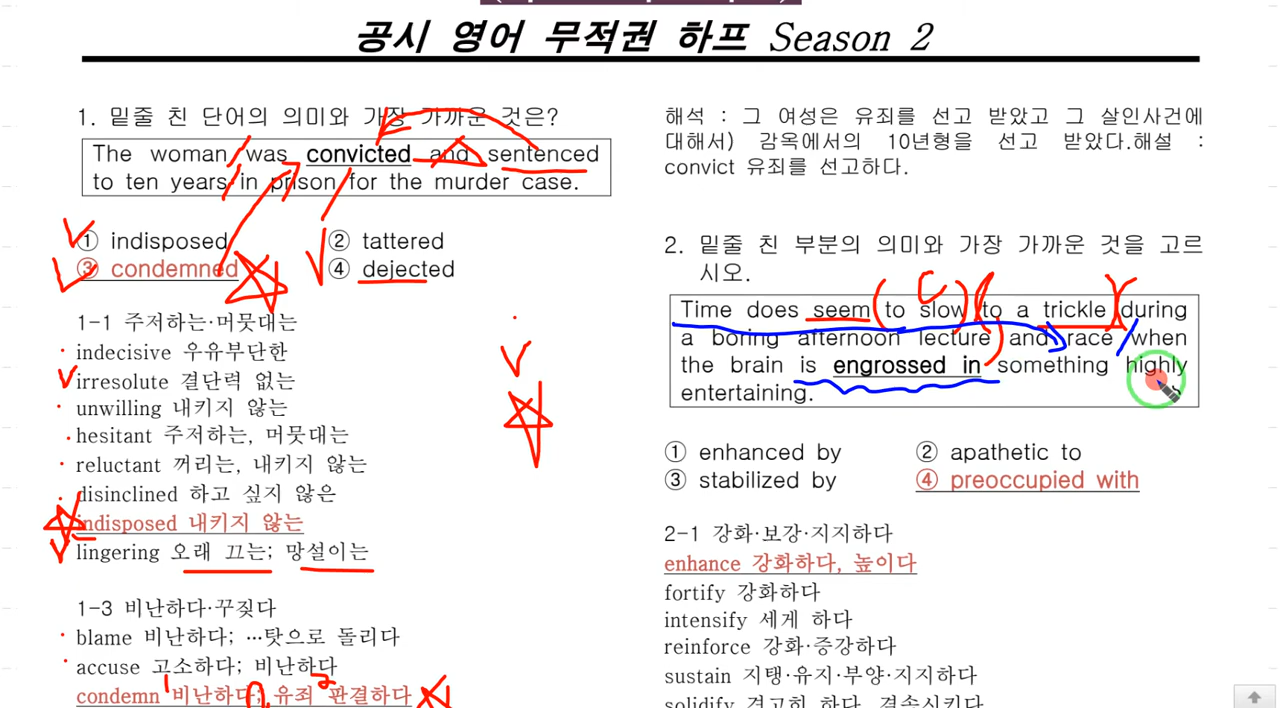 공시 영어 무적권 하프 Season 2
1. 밑줄 친 단어의 의미와 가장 가까운 것은?
The woman was convicted and sentenced
to ten years in prison for the murder case.
① indisposed ② tattered
③ condemned ④ dejected
1-1 주저하는·머뭇대는
indecisive 우유부단한
irresolute 결단력 없는
unwilling 내키지 않는
hesitant 주저하는, 머뭇대는
reluctant 꺼리는, 내키지 않는
disinclined 하고 싶지 않은
indisposed 내키지 않는
lingering 오래 끄는; 망설이는
1-3 비난하다·꾸짖다
blame 비난하다; …탓으로 돌리다
accuse 고소하다; 비난하다
condemn 비난하다; 유죄 판결하다
해석 : 그 여성은 유죄를 선고 받았고 그 살인사건에
대해서) 감옥에서의 10년형을 선고 받았다.해설 :
convict 유죄를 선고하다.
2. 밑줄 친 부분의 의미와 가장 가까운 것을 고르
시오.
Time does seem to slow to a trickle during
a boring afternoon lecture and race when
the brain is engrossed in something highly
entertaining.
① enhanced by ② apathetic to
③ stabilized by ④ preoccupied with
2-1 강화·보강·지지하다
enhance 강화하다, 높이다
fortify 강화하다
intensify 세게 하다
reinforce 강화·증강하다
sustain 지탱·유지·부양·지지하다
solidify 견고히 하다, 결속시키다